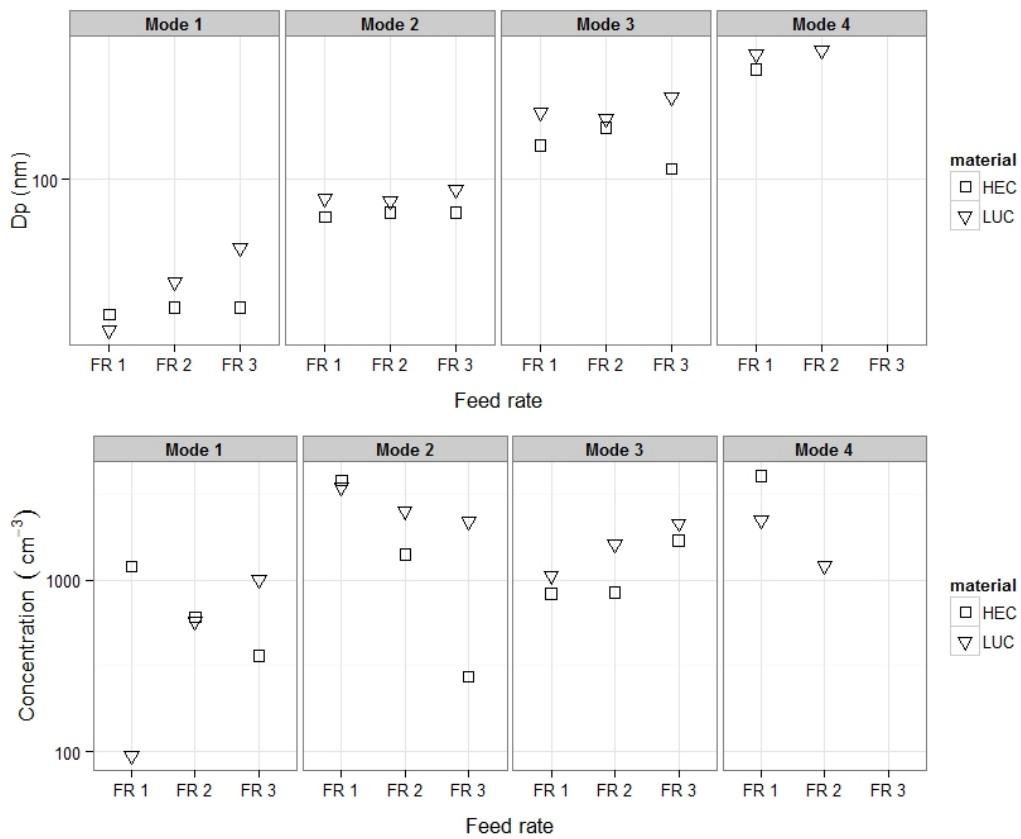 Mode 1 Mode 2 Mode 3 Mode 4
Dp (nm)
100
FR 1 FR 2 FR 3 FR 1 FR 2 FR 3 FR 1 FR 2 FR 3 FR 1 FR 2 FR 3
Feed rate
material
HEC
LUC
Mode 1 Mode 2 Mode 3 Mode 4
Concentration ( cm⁻³)
1000
100
FR 1 FR 2 FR 3 FR 1 FR 2 FR 3 FR 1 FR 2 FR 3 FR 1 FR 2 FR 3
Feed rate
material
HEC
LUC